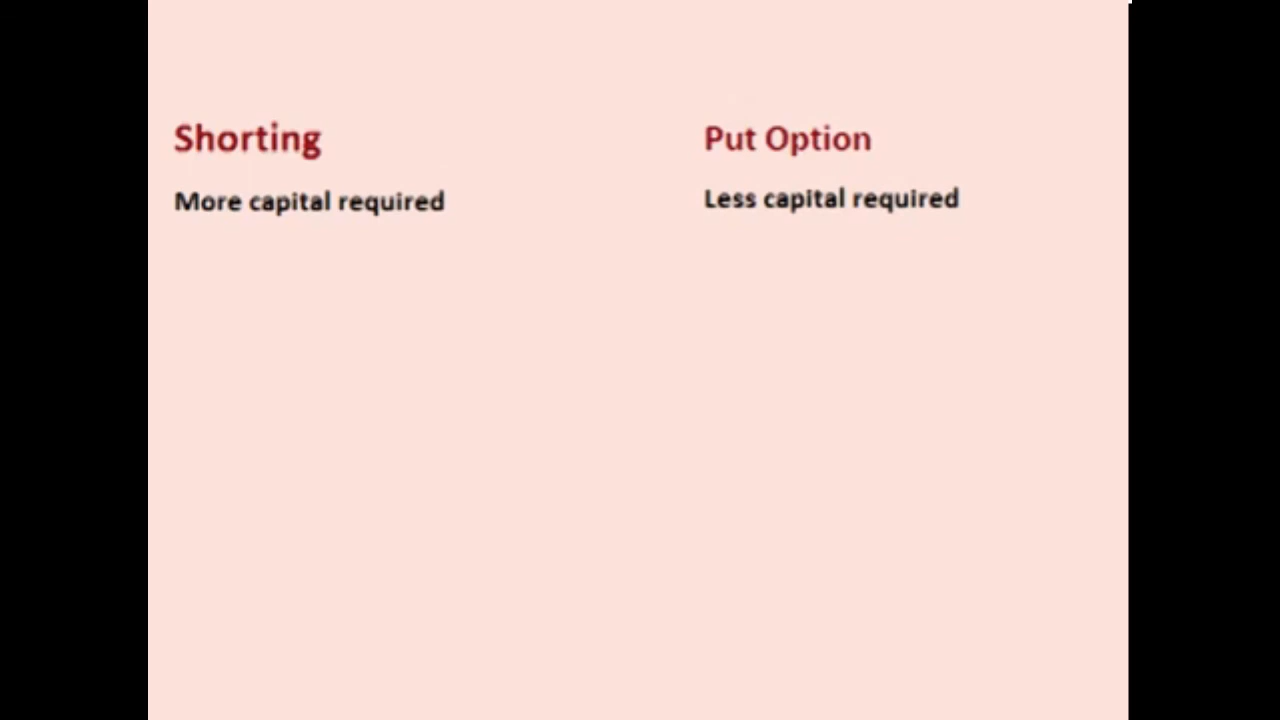 Shorting
More capital required
Put Option
Less capital required